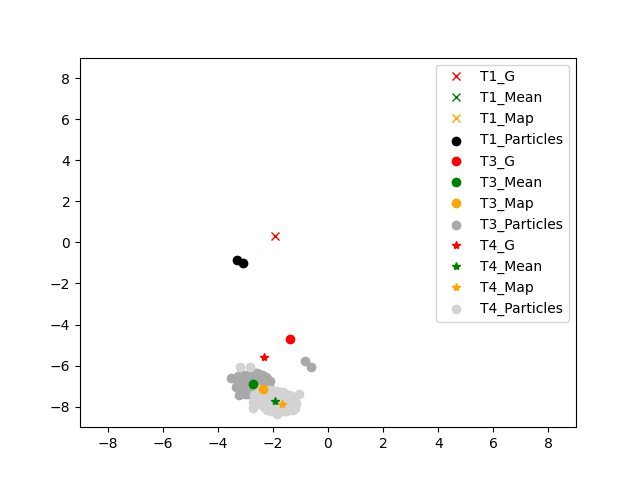 8
6
4
2
0
−2
−4
−6
−8
−8
−6
−4
−2
0
2
4
6
8
T1_G
T1_Mean
T1_Map
T1_Particles
T3_G
T3_Mean
T3_Map
T3_Particles
T4_G
T4_Mean
T4_Map
T4_Particles